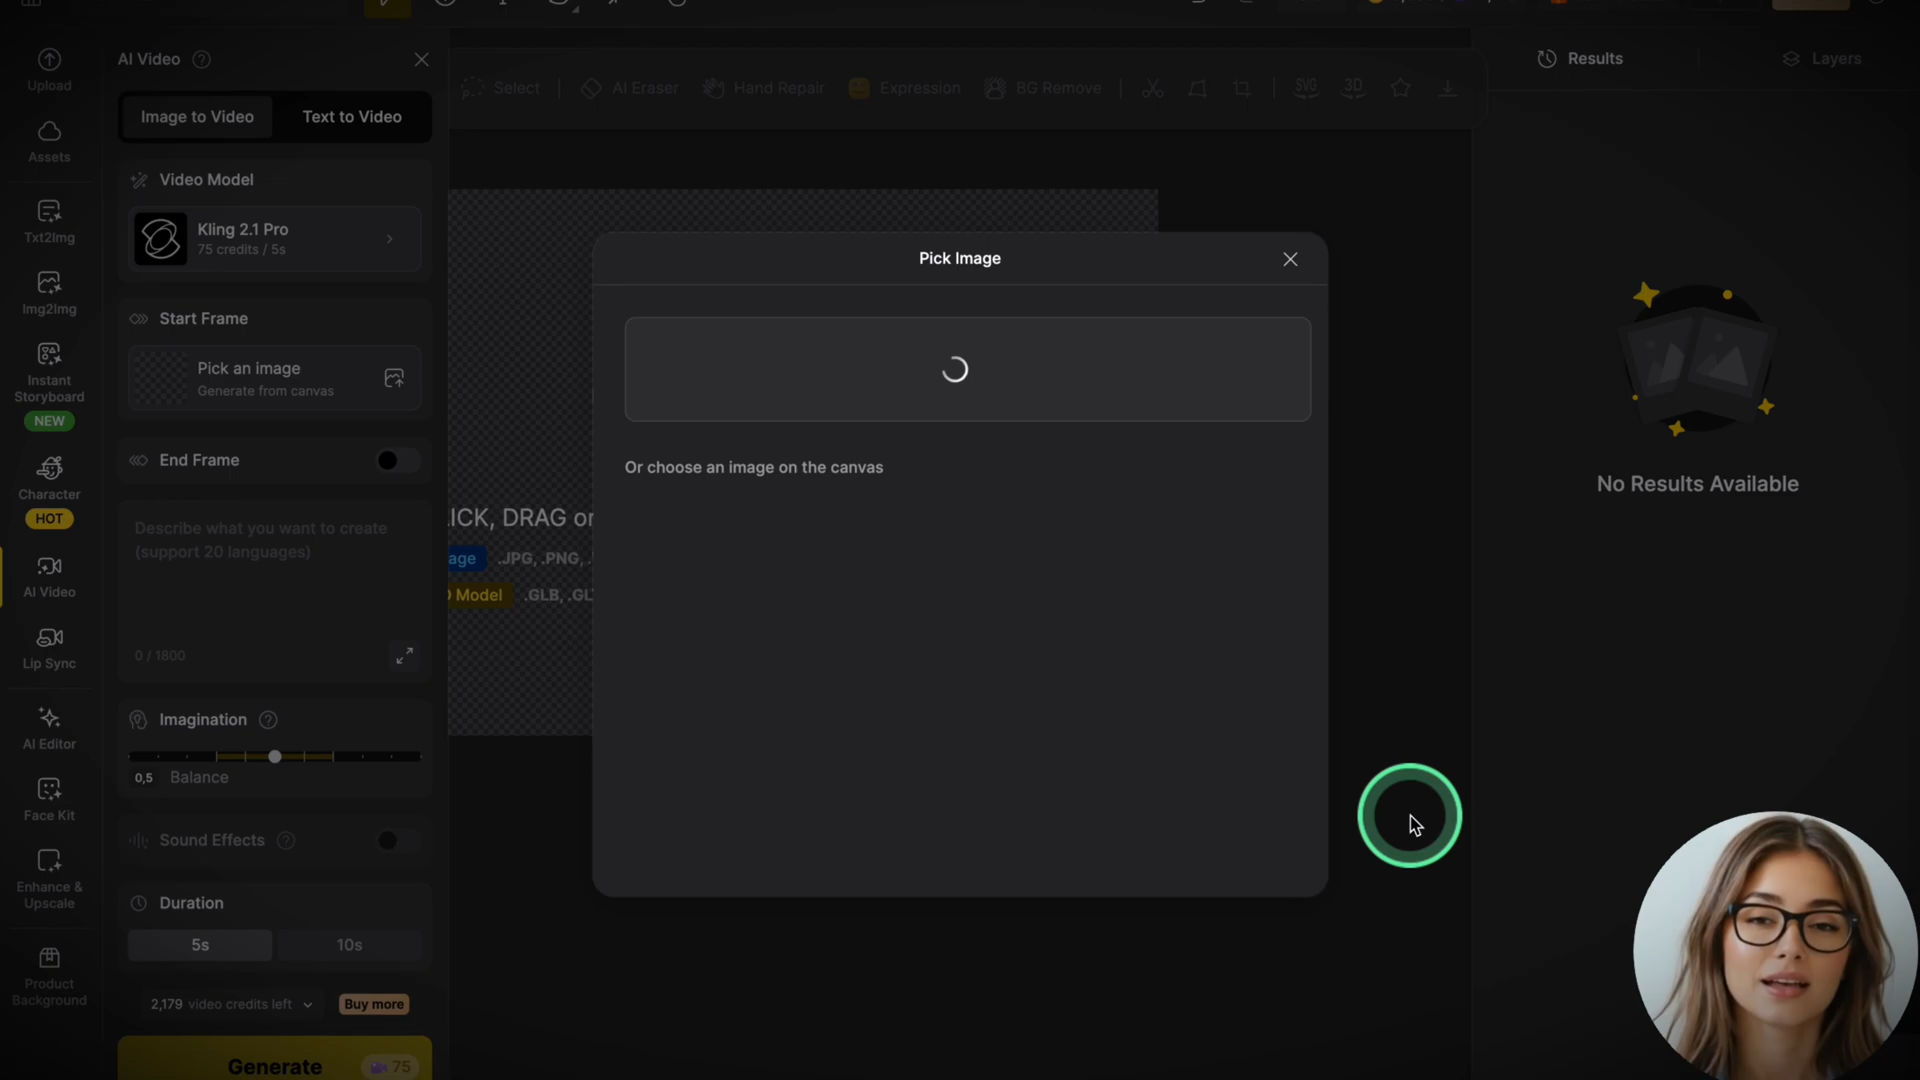 Upload
Assets
Txt2Img
Img2Img
Instant
Storyboard
NEW
Character
HOT
AI Video
Lip Sync
AI Editor
Face Kit
Enhance &
Upscale
Product
Background
AI Video
Image to Video
Text to Video
Video Model
Kling 2.1 Pro
75 credits / 5s
Start Frame
Pick an image
Generate from canvas
End Frame
Describe what you want to create
(support 20 languages)
0 / 1800
Imagination
0,5 Balance
Sound Effects
Duration
5s 10s
2,179 video credits left
Buy more
Generate 75
Select
AI Eraser
Hand Repair
Expression
BG Remove
SVG
3D
LICK, DRAG or
age .JPG, .PNG,
D Model .GLB, .GL
Pick Image
Or choose an image on the canvas
Results
Layers
No Results Available